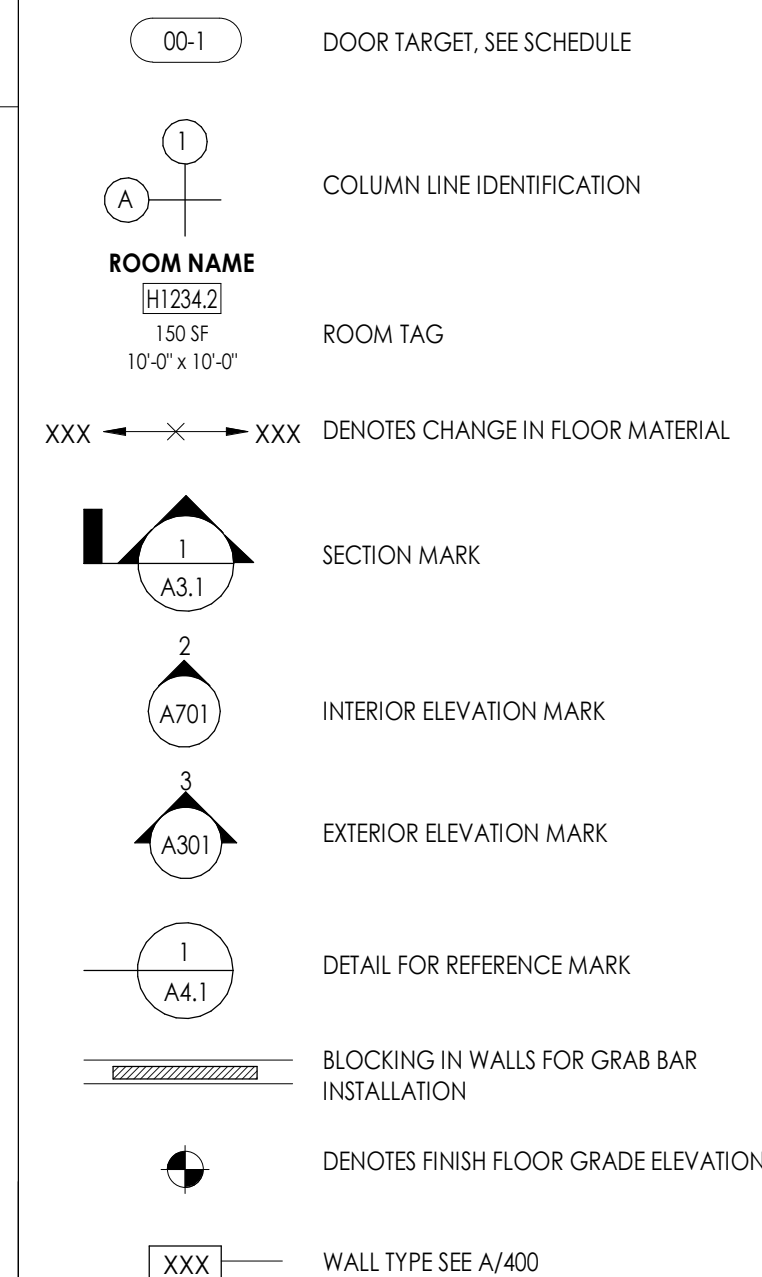 00-1 DOOR TARGET, SEE SCHEDULE
1
A
COLUMN LINE IDENTIFICATION
ROOM NAME
H1234.2
150 SF
10'-0" x 10'-0"
ROOM TAG
XXX XXX DENOTES CHANGE IN FLOOR MATERIAL
1
A3.1
SECTION MARK
2
A701 INTERIOR ELEVATION MARK
3
A301 EXTERIOR ELEVATION MARK
1
A4.1
DETAIL FOR REFERENCE MARK
BLOCKING IN WALLS FOR GRAB BAR
INSTALLATION
DENOTES FINISH FLOOR GRADE ELEVATION
XXX WALL TYPE SEE A/400